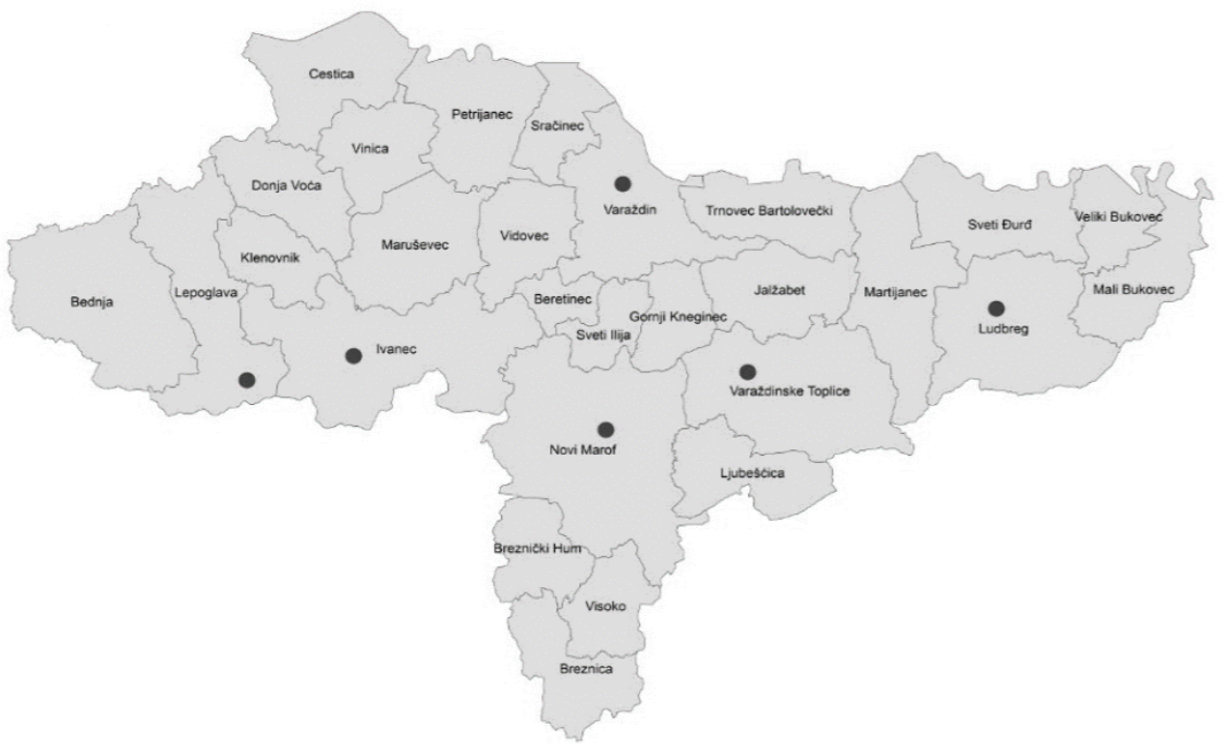 Cestica
Petrijanec
Sračinec
Vinica
Donja Voća
Varaždin
Trnovec Bartolovečki
Veliki Bukovec
Sveti Đurđ
Vidovec
Maruševec
Klenovnik
Lepoglava
Bednja
Beretinec
Jalžabet
Martijanec
Mali Bukovec
Gornji Kneginec
Ludbreg
Sveti Ilija
Ivanec
Varaždinske Toplice
Novi Marof
Ljubešćica
Breznički Hum
Visoko
Breznica